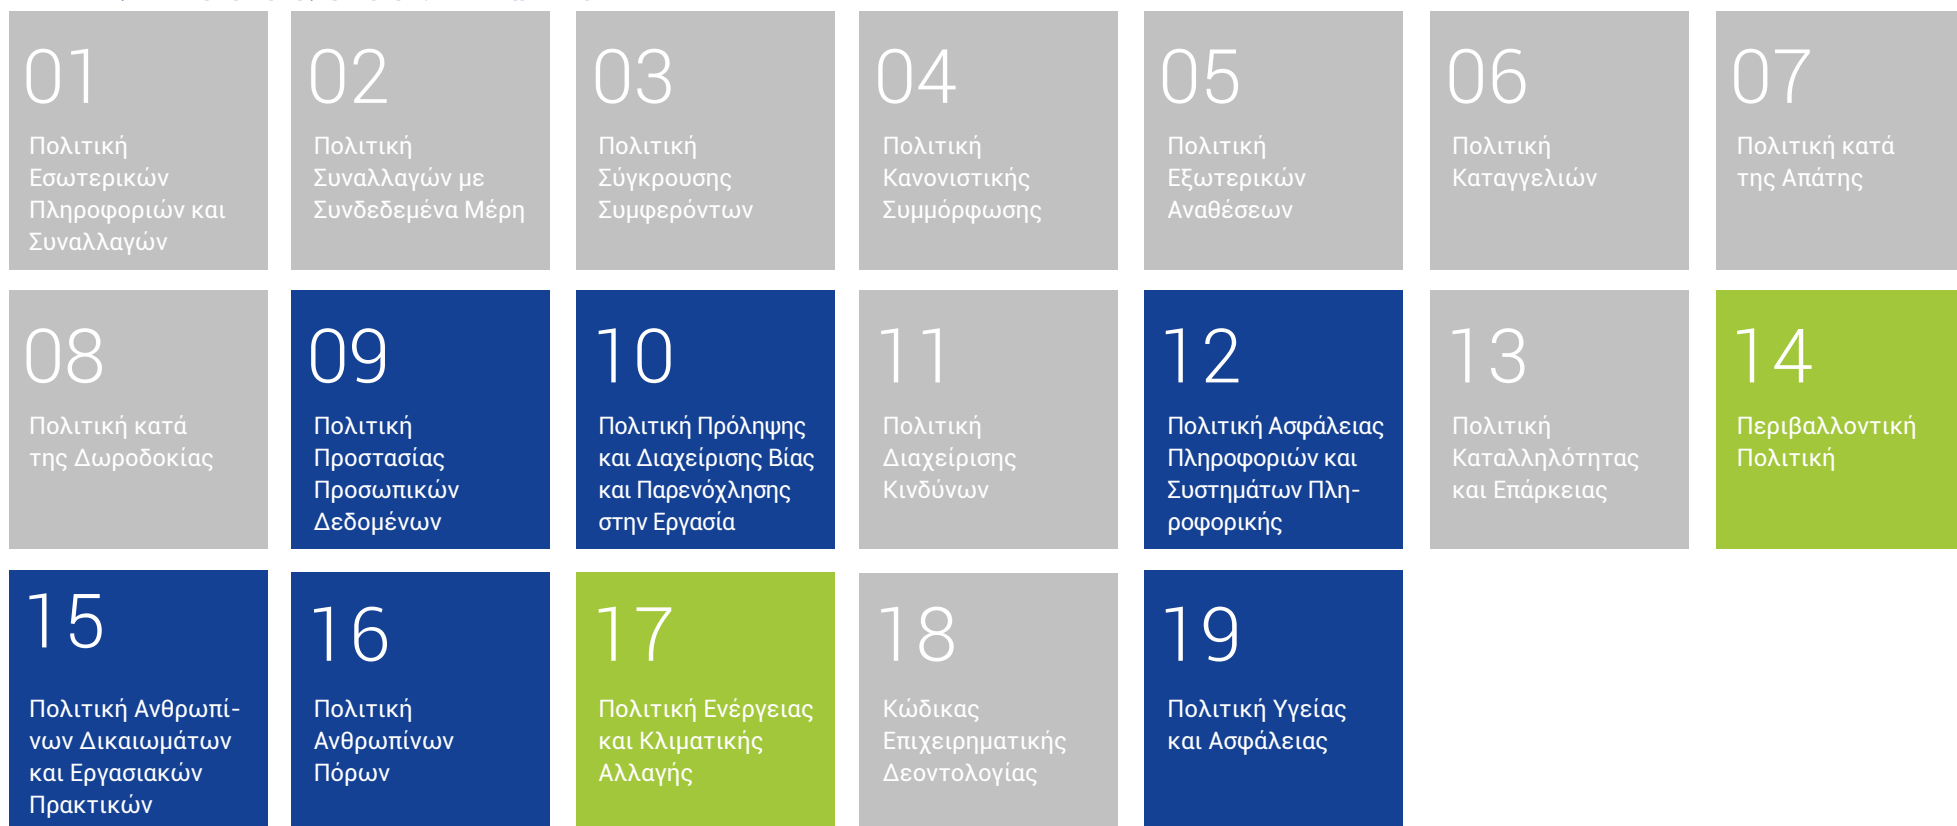 01
Πολιτική
Εσωτερικών
Πληροφοριών και
Συναλλαγών
02
Πολιτική
Συναλλαγών με
Συνδεδεμένα Μέρη
03
Πολιτική
Σύγκρουσης
Συμφερόντων
04
Πολιτική
Κανονιστικής
Συμμόρφωσης
05
Πολιτική
Εξωτερικών
Αναθέσεων
06
Πολιτική
Καταγγελιών
07
Πολιτική κατά
της Απάτης
08
Πολιτική κατά
της Δωροδοκίας
09
Πολιτική
Προστασίας
Προσωπικών
Δεδομένων
10
Πολιτική Πρόληψης
και Διαχείρισης Βίας
και Παρενόχλησης
στην Εργασία
11
Πολιτική
Διαχείρισης
Κινδύνων
12
Πολιτική Ασφάλειας
Πληροφοριών και
Συστημάτων Πλη-
ροφορικής
13
Πολιτική
Καταλληλότητας
και Επάρκειας
14
Περιβαλλοντική
Πολιτική
15
Πολιτική Ανθρωπί-
νων Δικαιωμάτων
και Εργασιακών
Πρακτικών
16
Πολιτική
Ανθρωπίνων
Πόρων
17
Πολιτική Ενέργειας
και Κλιματικής
Αλλαγής
18
Κώδικας
Επιχειρηματικής
Δεοντολογίας
19
Πολιτική Υγείας
και Ασφάλειας